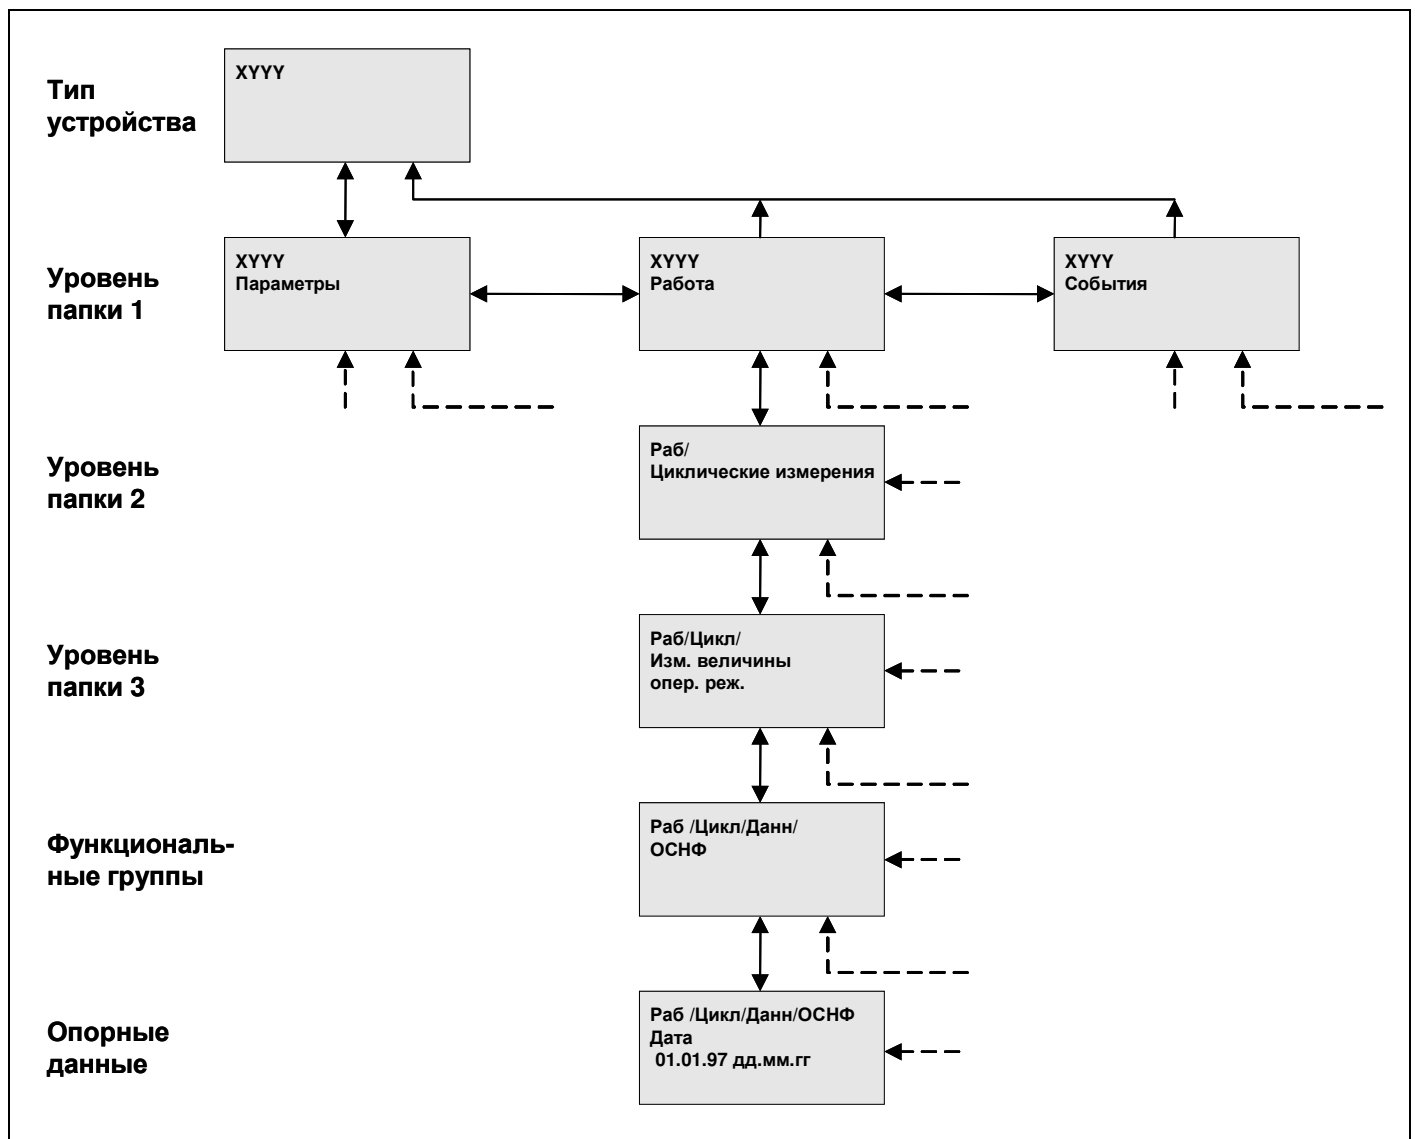 Тип
устройства
XYYY
Уровень
папки 1
XYYY
Параметры
XYYY
Работа
XYYY
События
Уровень
папки 2
Раб/
Циклические измерения
Уровень
папки 3
Раб/Цикл/
Изм. величины
опер. реж.
Функциональ-
ные группы
Раб /Цикл/Данн/
ОСНФ
Опорные
данные
Раб /Цикл/Данн/ОСНФ
Дата
01.01.97 дд.мм.гг